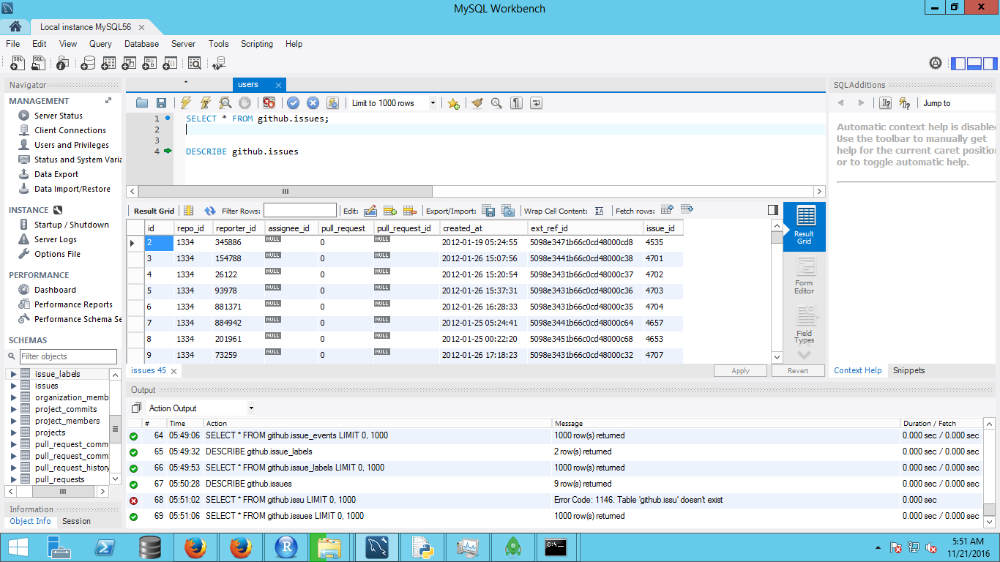 MySQL Workbench
Local instance MySQL56
File Edit View Query Database Server Tools Scripting Help
Navigator
MANAGEMENT
Server Status
Client Connections
Users and Privileges
Status and System Varia
Data Export
Data Import/Restore
INSTANCE
Startup / Shutdown
Server Logs
Options File
PERFORMANCE
Dashboard
Performance Reports
Performance Schema Se
SCHEMAS
Filter objects
issue_labels
issues
organization_memb
project_commits
project_members
projects
pull_request_comm
pull_request_commi
pull_request_history
pull_requests
Information
Object Info Session
users
Limit to 1000 rows
1 SELECT * FROM github.issues;
2
3
4 DESCRIBE github.issues
Result Grid Filter Rows: Edit: Export/Import: Wrap Cell Content: Fetch rows:
id repo_id reporter_id assignee_id pull_request pull_request_id created_at ext_ref_id issue_id
2 1334 345886 NULL 0 NULL 2012-01-19 05:24:55 5098e3471b66c0cd48000cd8 4535
3 1334 154788 NULL 0 NULL 2012-01-26 15:07:56 5098e3441b66c0cd48000c38 4701
4 1334 26122 NULL 0 NULL 2012-01-26 15:20:54 5098e3431b66c0cd48000c37 4702
5 1334 93978 NULL 0 NULL 2012-01-26 15:37:31 5098e3441b66c0cd48000c36 4703
6 1334 881371 NULL 0 NULL 2012-01-26 16:28:33 5098e3431b66c0cd48000c35 4704
7 1334 884942 NULL 0 NULL 2012-01-25 05:24:41 5098e3441b66c0cd48000c64 4657
8 1334 201961 NULL 0 NULL 2012-01-25 00:22:20 5098e3451b66c0cd48000c68 4653
9 1334 73259 NULL 0 NULL 2012-01-26 17:18:23 5098e3431b66c0cd48000c32 4707
Result
Grid
Form
Editor
Field
Types
issues 45
Apply Revert
SQLAdditions
Jump to
Automatic context help is disabled
Use the toolbar to manually get
help for the current caret position
or to toggle automatic help.
Context Help Snippets
Output
Action Output
# Time Action Message Duration / Fetch
64 05:49:06 SELECT * FROM github.issue_events LIMIT 0, 1000 1000 row(s) returned 0.000 sec / 0.000 sec
65 05:49:32 DESCRIBE github.issue_labels 2 row(s) returned 0.000 sec / 0.000 sec
66 05:49:53 SELECT * FROM github.issue_labels LIMIT 0, 1000 1000 row(s) returned 0.000 sec / 0.000 sec
67 05:50:28 DESCRIBE github.issues 9 row(s) returned 0.000 sec / 0.000 sec
68 05:51:02 SELECT * FROM github.issu LIMIT 0, 1000 Error Code: 1146. Table 'github.issu' doesn't exist 0.000 sec
69 05:51:06 SELECT * FROM github.issues LIMIT 0, 1000 1000 row(s) returned 0.000 sec / 0.000 sec
5:51 AM
11/21/2016